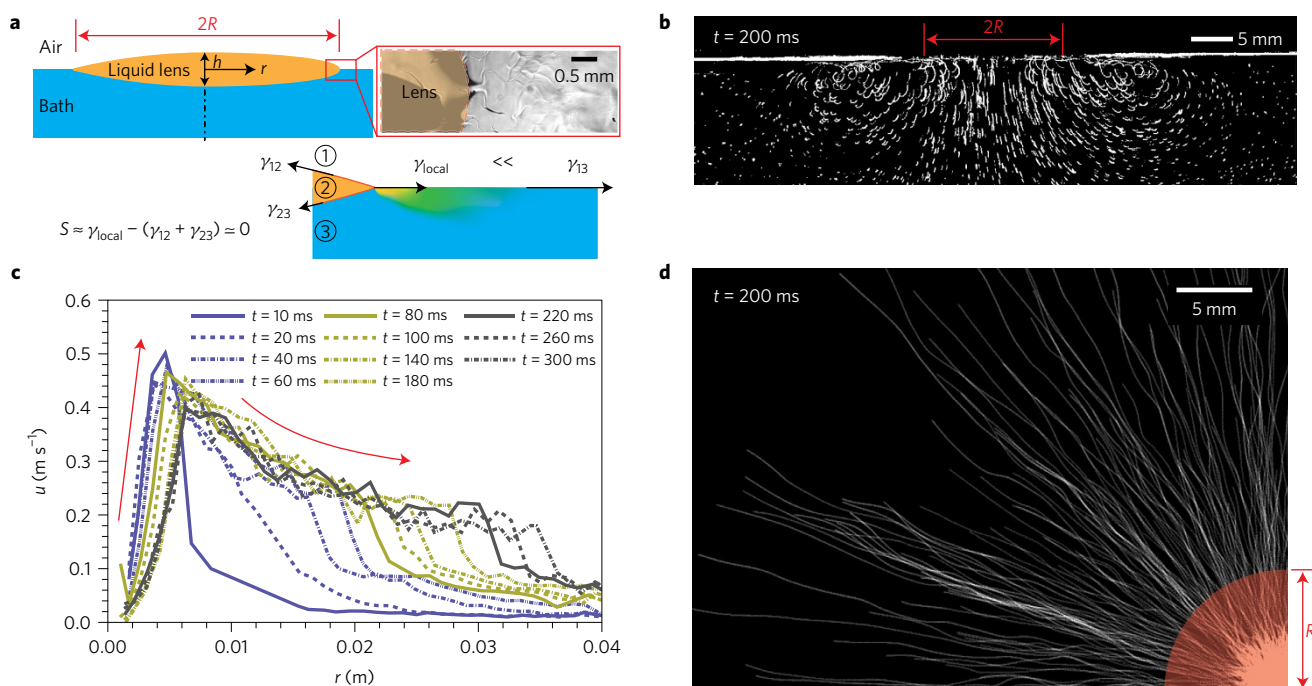 a
2R
Air
Liquid lens
h
r
Bath
Lens
0.5 mm
γ12
①
γlocal
<<
γ13
②
γ23
③
S ≈ γlocal − (γ12 + γ23) ≃ 0
b
t = 200 ms
2R
5 mm
c
0.6
0.5
0.4
0.3
0.2
0.1
0.0
u (m s⁻¹)
t = 10 ms
t = 20 ms
t = 40 ms
t = 60 ms
t = 80 ms
t = 100 ms
t = 140 ms
t = 180 ms
t = 220 ms
t = 260 ms
t = 300 ms
0.00
0.01
0.02
0.03
0.04
r (m)
d
t = 200 ms
5 mm
R